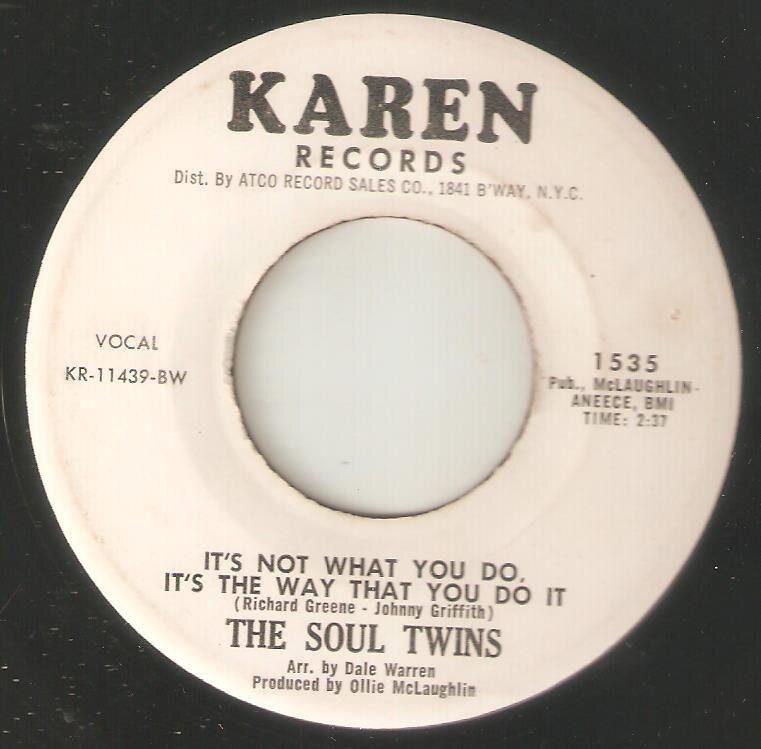 KAREN
RECORDS
Dist. By ATCO RECORD SALES CO., 1841 B'WAY, N.Y.C.
VOCAL
KR-11439-BW
1535
Pub., McLAUGHLIN-
ANEECE, BMI
TIME: 2:37
IT'S NOT WHAT YOU DO,
IT'S THE WAY THAT YOU DO IT
(Richard Greene - Johnny Griffith)
THE SOUL TWINS
Arr. by Dale Warren
Produced by Ollie McLaughlin